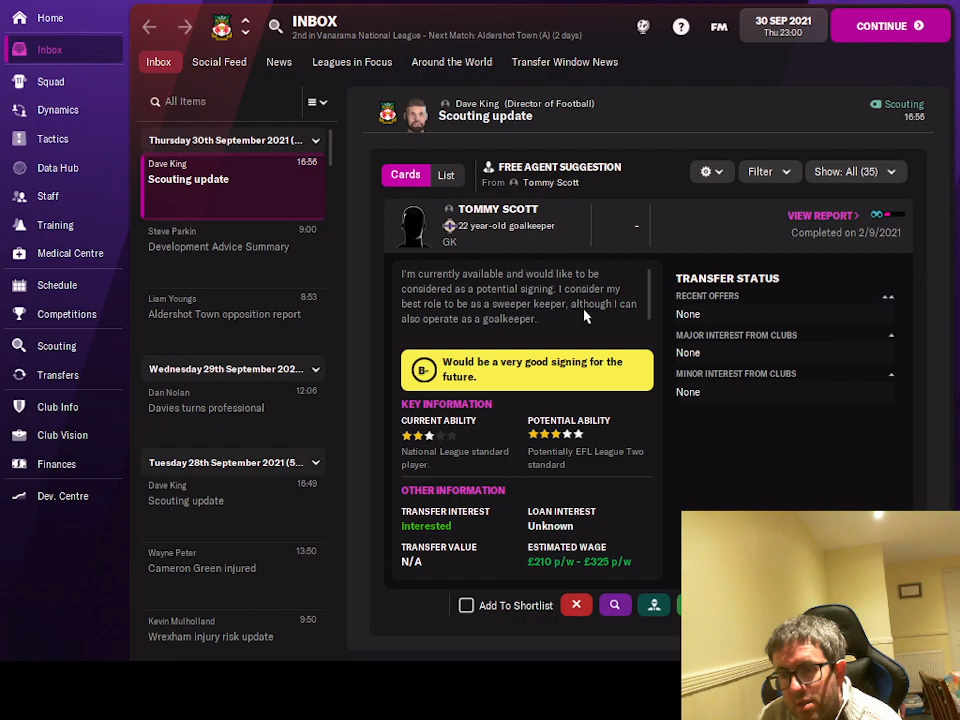 Home
Inbox
Squad
Dynamics
Tactics
Data Hub
Staff
Training
Medical Centre
Schedule
Competitions
Scouting
Transfers
Club Info
Club Vision
Finances
Dev. Centre
INBOX
2nd in Vanarama National League - Next Match: Aldershot Town (A) (2 days)
?
FM
30 SEP 2021
Thu 23:00
CONTINUE
Inbox
Social Feed
News
Leagues in Focus
Around the World
Transfer Window News
All Items
Thursday 30th September 2021 (...
Dave King
16:56
Scouting update
Steve Parkin
9:00
Development Advice Summary
Liam Youngs
8:53
Aldershot Town opposition report
Wednesday 29th September 202...
Dan Nolan
12:06
Davies turns professional
Tuesday 28th September 2021 (5...
Dave King
16:49
Scouting update
Wayne Peter
13:50
Cameron Green injured
Kevin Mulholland
9:50
Wrexham injury risk update
Dave King (Director of Football)
Scouting update
Scouting
16:56
Cards
List
FREE AGENT SUGGESTION
From Tommy Scott
Filter
Show: All (35)
TOMMY SCOTT
22 year-old goalkeeper
GK
-
VIEW REPORT >
Completed on 2/9/2021
I'm currently available and would like to be
considered as a potential signing. I consider my
best role to be as a sweeper keeper, although I can
also operate as a goalkeeper.
B-
Would be a very good signing for the
future.
KEY INFORMATION
CURRENT ABILITY
POTENTIAL ABILITY
National League standard
player.
Potentially EFL League Two
standard
OTHER INFORMATION
TRANSFER INTEREST
Interested
LOAN INTEREST
Unknown
TRANSFER VALUE
N/A
ESTIMATED WAGE
£210 p/w - £325 p/w
TRANSFER STATUS
RECENT OFFERS
None
MAJOR INTEREST FROM CLUBS
None
MINOR INTEREST FROM CLUBS
None
Add To Shortlist